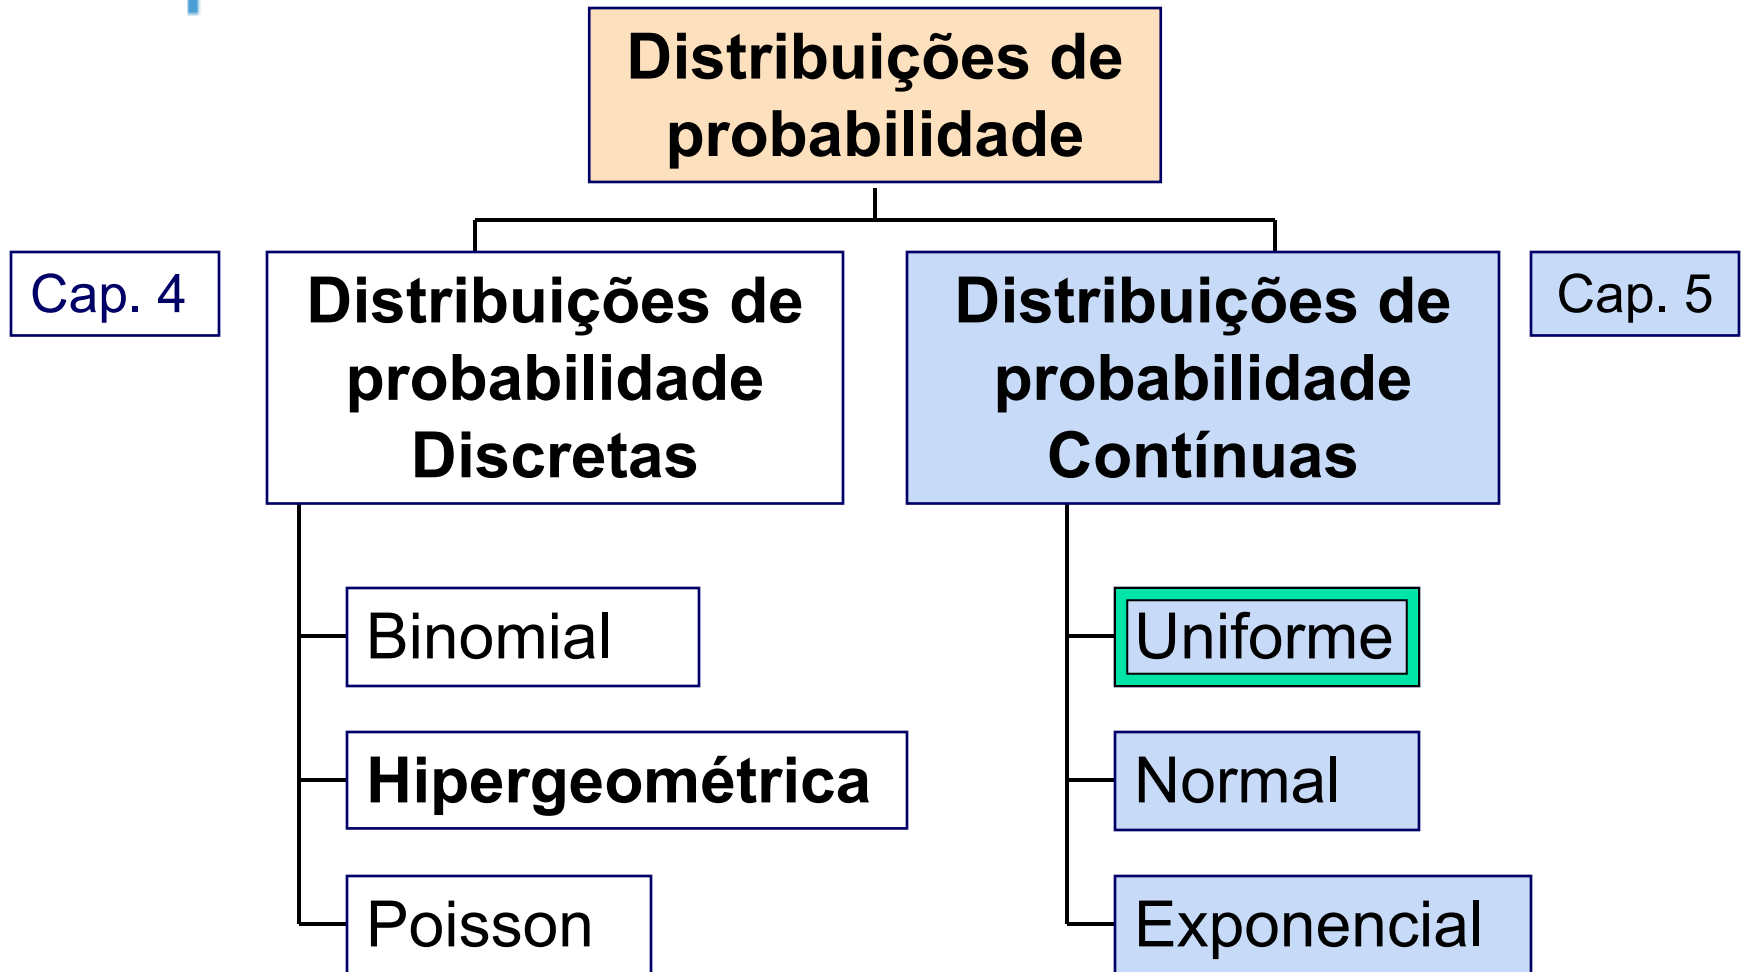 Distribuições de
probabilidade
Cap. 4
Distribuições de
probabilidade
Discretas
Distribuições de
probabilidade
Contínuas
Cap. 5
Binomial
Hipergeométrica
Poisson
Uniforme
Normal
Exponencial